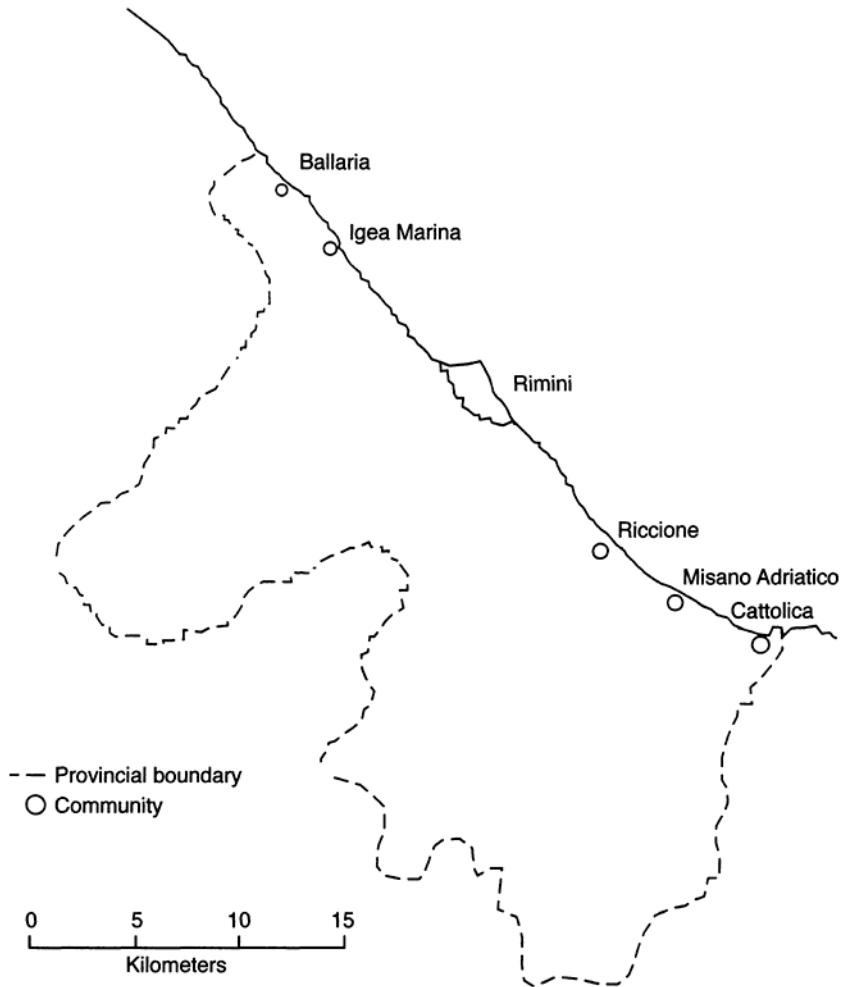 Ballaria
Igea Marina
Rimini
Riccione
Misano Adriatico
Cattolica
Provincial boundary
Community
0 5 10 15
Kilometers